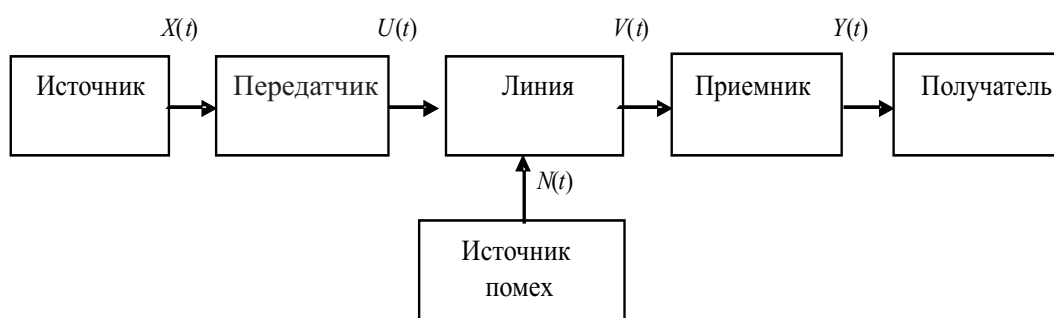 X(t) U(t) V(t) Y(t)
Источник Передатчик Линия Приемник Получатель
N(t)
Источник
помех